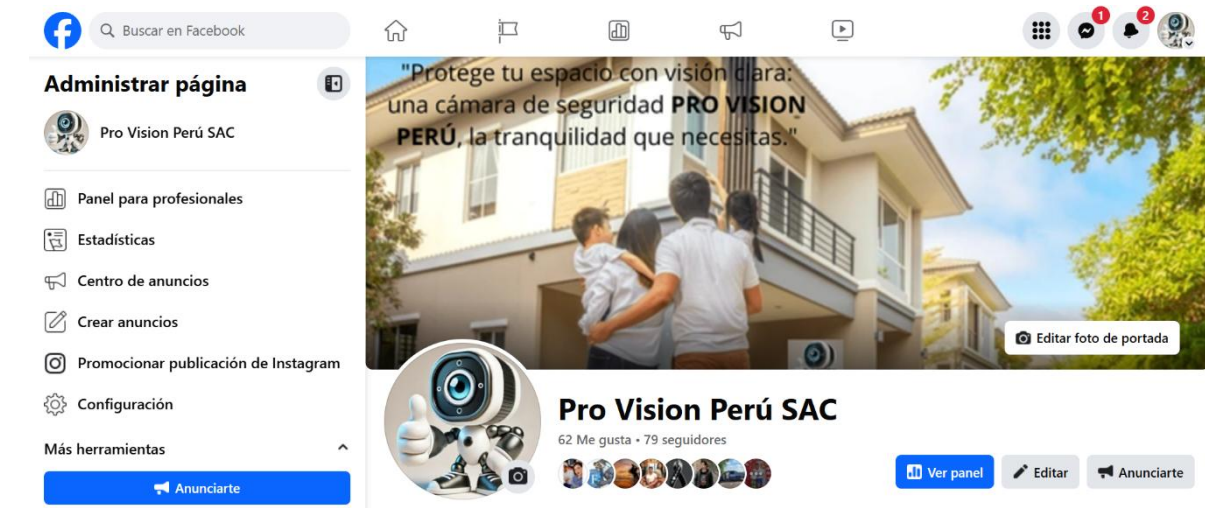 Buscar en Facebook
1
2
Administrar página
Pro Vision Perú SAC
Panel para profesionales
Estadísticas
Centro de anuncios
Crear anuncios
Promocionar publicación de Instagram
Configuración
Más herramientas
Anunciarte
"Protege tu espacio con visión clara:
una cámara de seguridad PRO VISION
PERÚ, la tranquilidad que necesitas."
Editar foto de portada
Pro Vision Perú SAC
62 Me gusta • 79 seguidores
Ver panel
Editar
Anunciarte